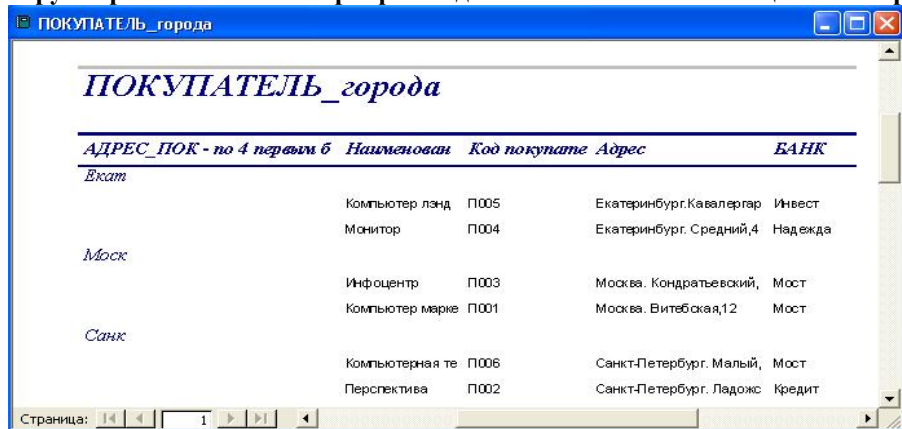 ПОКУПАТЕЛЬ_города
ПОКУПАТЕЛЬ_города
АДРЕС_ПОК - по 4 первым б Наименован Код покупате Адрес БАНК
Екат
Компьютер лэнд П005 Екатеринбург.Кавалергар Инвест
Монитор П004 Екатеринбург. Средний,4 Надежда
Моск
Инфоцентр П003 Москва. Кондратьевский, Мост
Компьютер марке П001 Москва. Витебская,12 Мост
Санк
Компьютерная те П006 Санкт-Петербург. Малый, Мост
Перспектива П002 Санкт-Петербург. Ладожс Кредит
Страница: 1